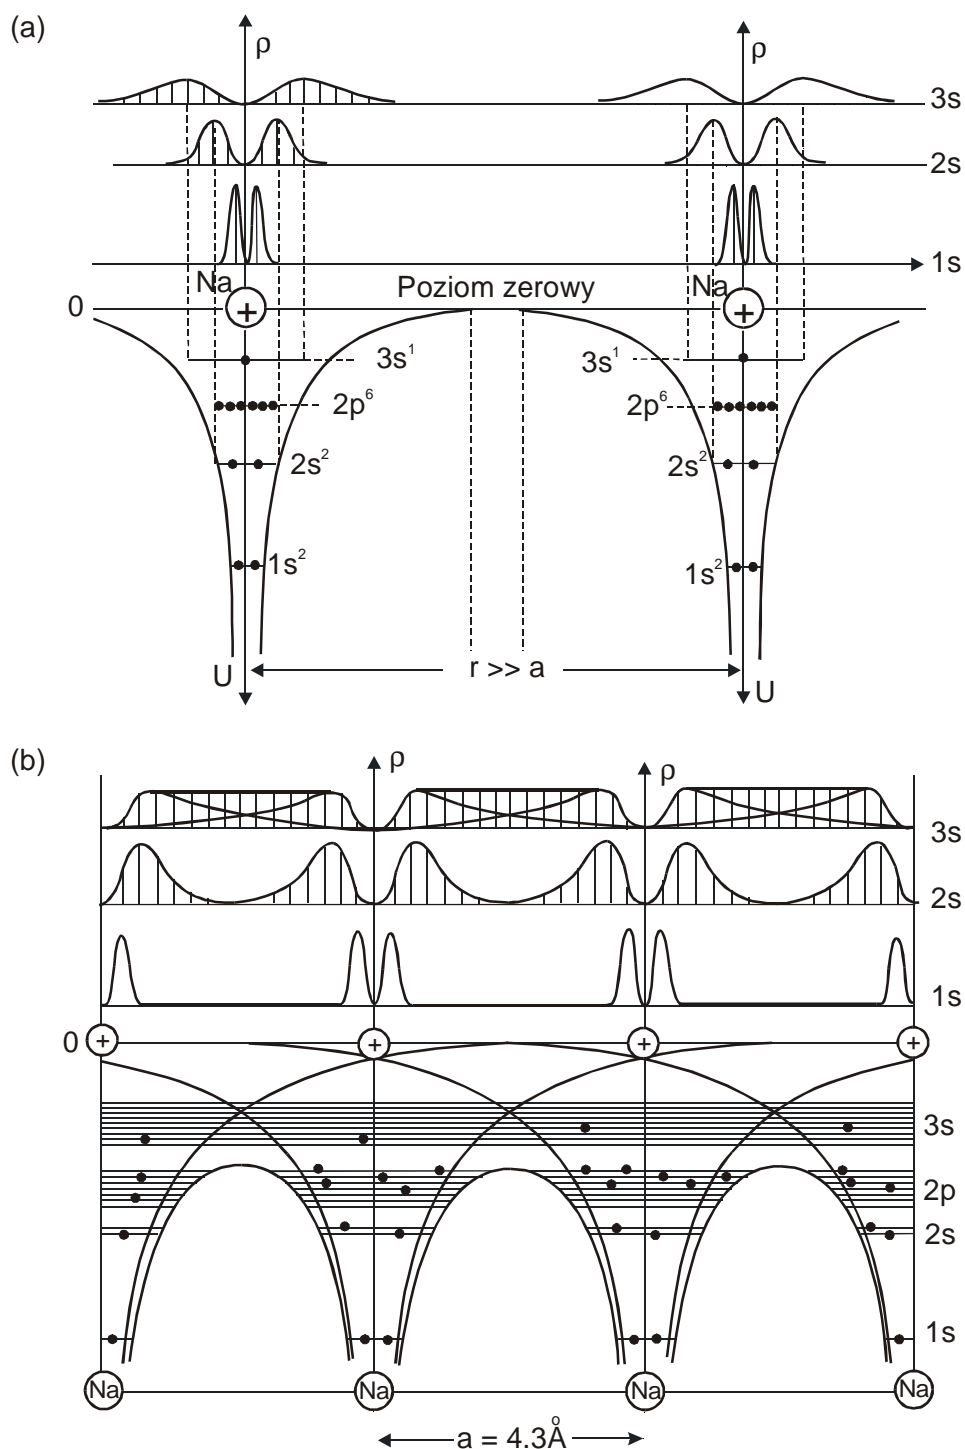 (a)
ρ ρ
3s
2s
1s
Na Na
0 + Poziom zerowy +
3s¹ 3s¹
2p⁶ 2p⁶
2s² 2s²
1s² 1s²
U r >> a U
(b)
ρ ρ
3s
2s
1s
0 + + + +
3s
2p
2s
1s
Na Na Na Na
a = 4.3Å